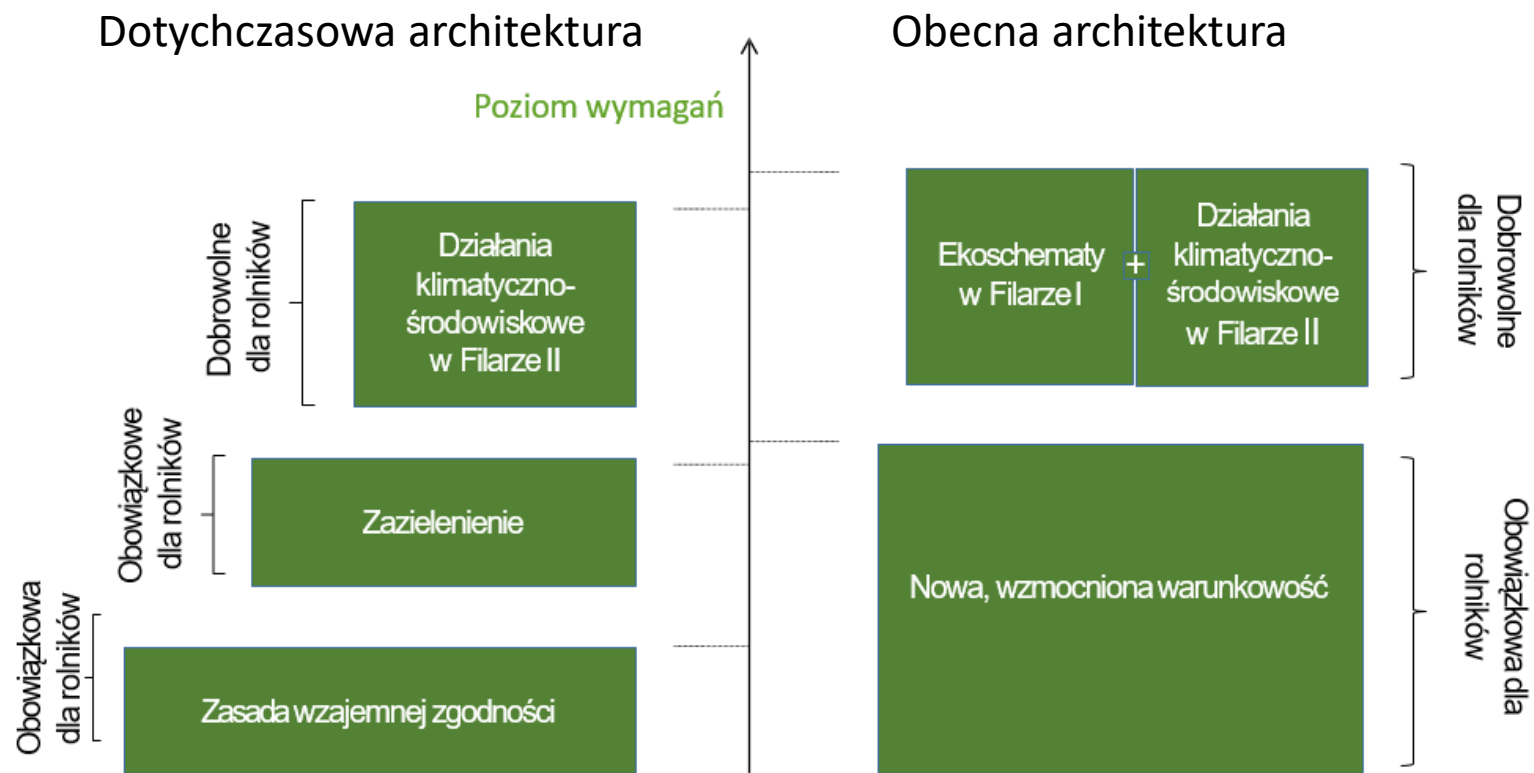 Dotychczasowa architektura
Obecna architektura
Poziom wymagań
Dobrowolne
dla rolników
Działania
klimatyczno-
środowiskowe
w Filarze II
Obowiązkowe
dla rolników
Zazielenienie
Obowiązkowa
dla rolników
Zasada wzajemnej zgodności
Ekoschematy
w Filarze I
+
Działania
klimatyczno-
środowiskowe
w Filarze II
Dobrowolne
dla rolników
Nowa, wzmocniona warunkowość
Obowiązkowa dla
rolników